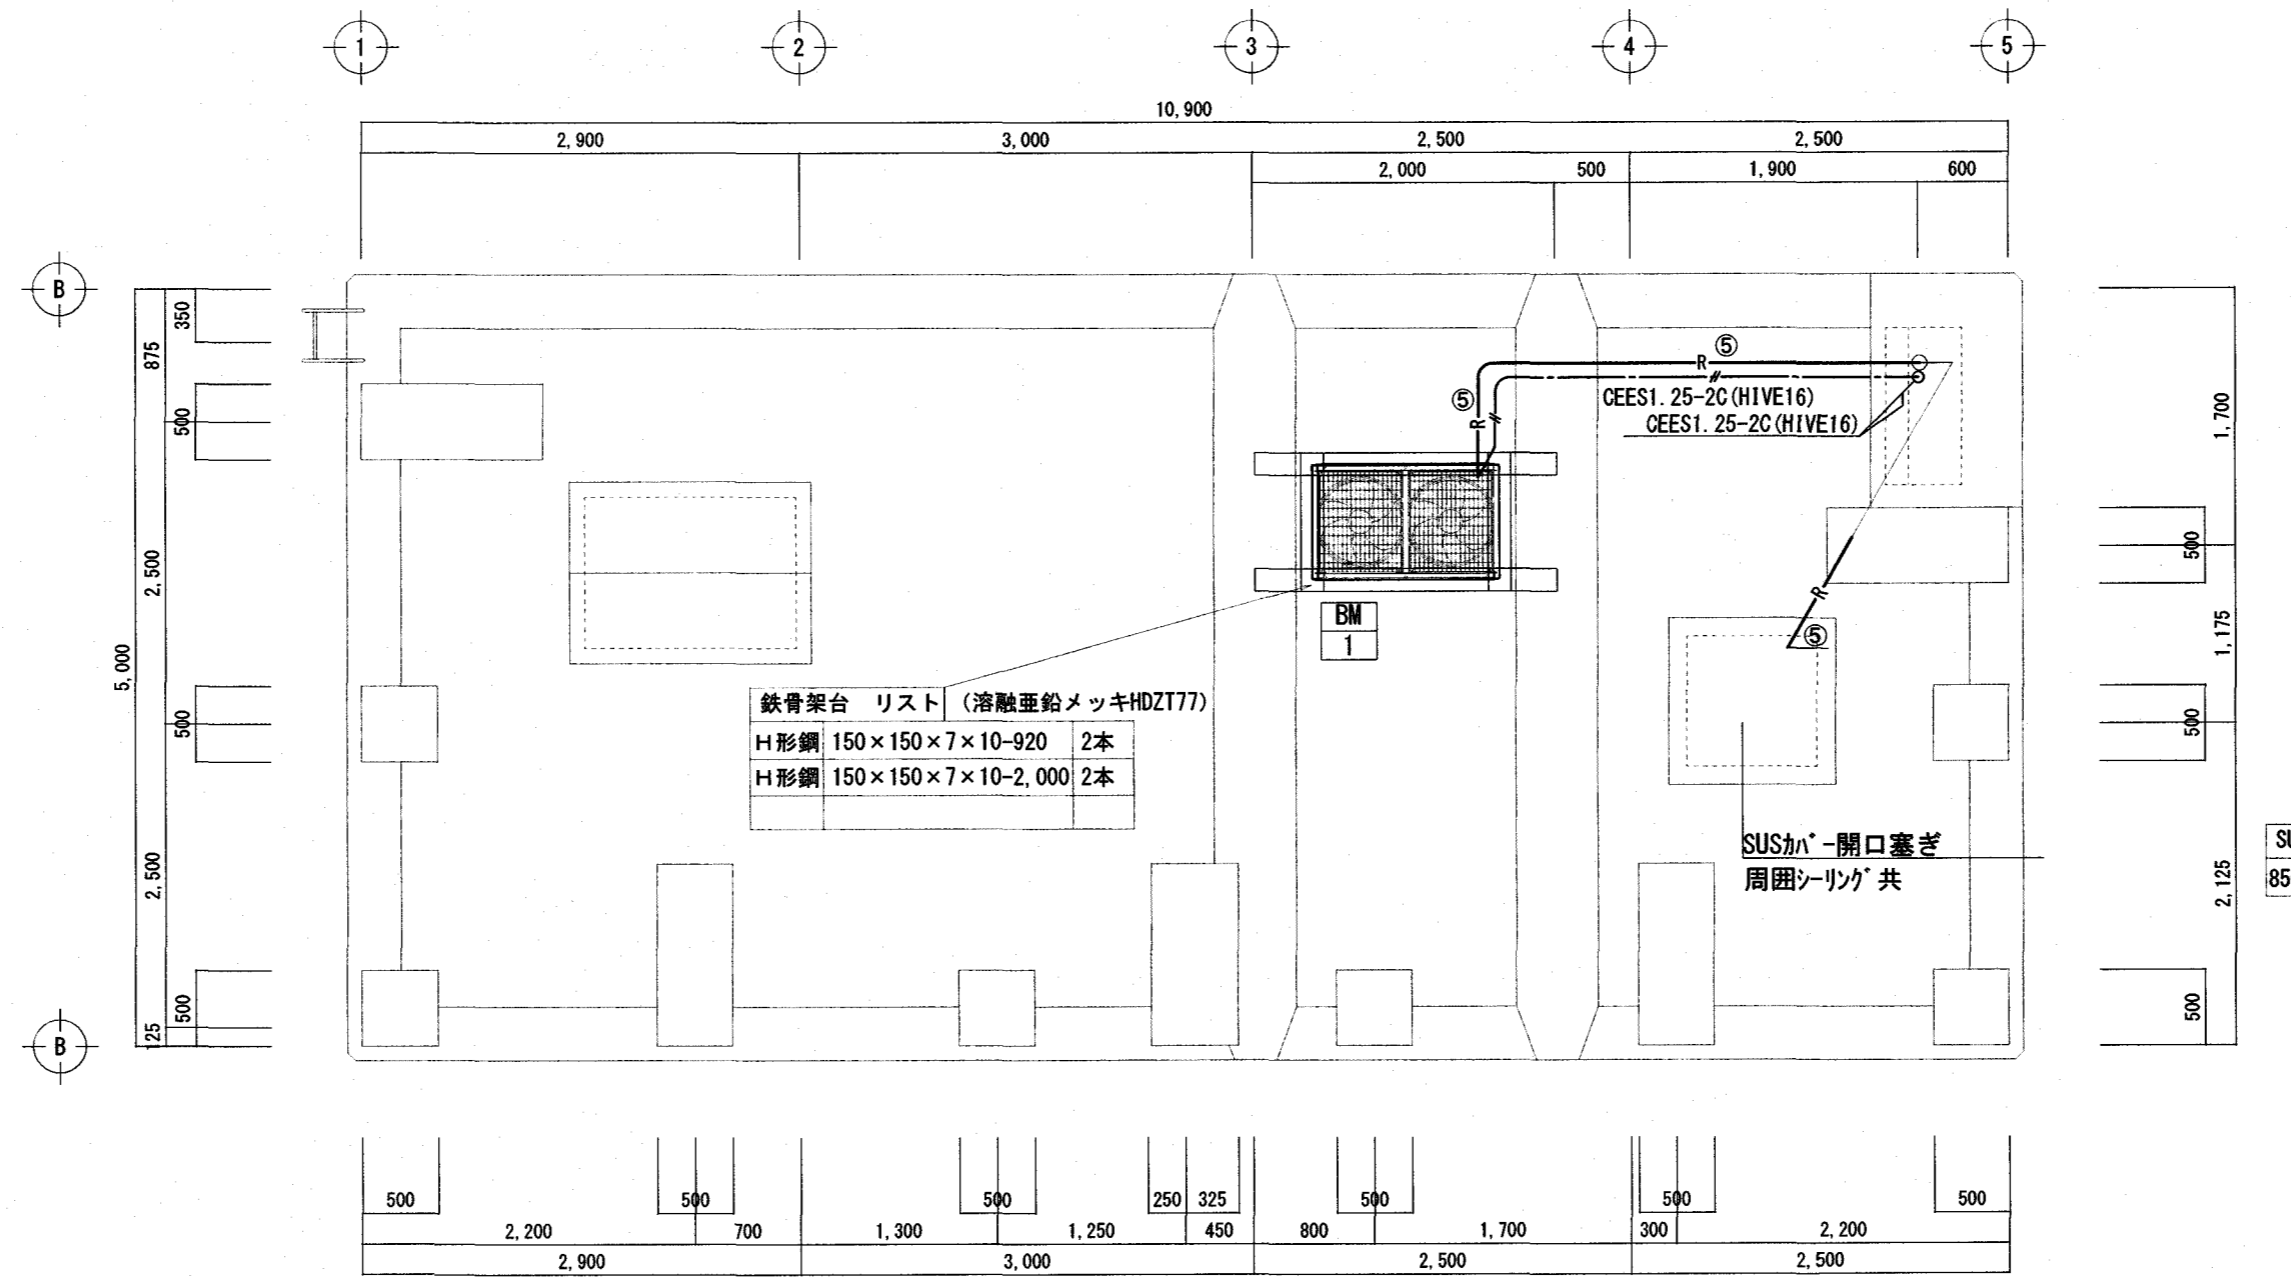 1 2 3 4 5
10,900
2,900 3,000 2,500 2,500
2,000 500 1,900 600
B
350
875
500
2,500
5,000
500
2,500
500
125
B
R ⑤
⑤
R
CEES1.25-2C(HIVE16)
CEES1.25-2C(HIVE16)
BM
1
R
⑤
鉄骨架台 リスト (溶融亜鉛メッキHDZT77)
H形鋼 150×150×7×10-920 2本
H形鋼 150×150×7×10-2,000 2本
SUSカバー開口塞ぎ
周囲シーリング共
1,700
500
1,175
500
2,125
500
SU
85
500 500 500 250 325 500 500 500
2,200 700 1,300 1,250 450 800 1,700 300 2,200
2,900 3,000 2,500 2,500